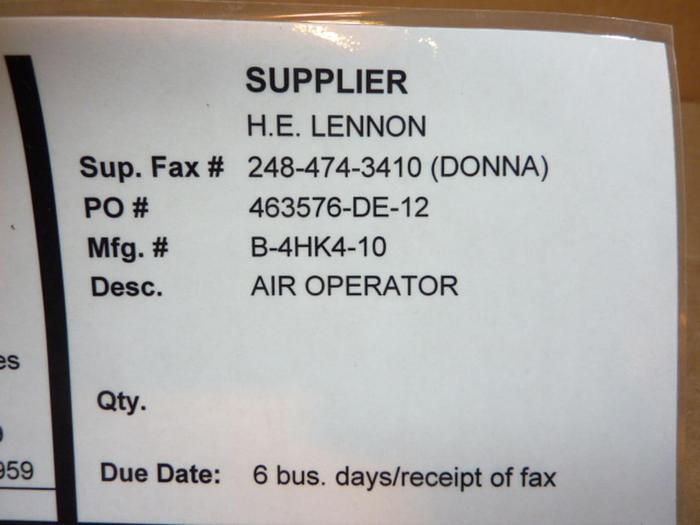 SUPPLIER
H.E. LENNON
Sup. Fax # 248-474-3410 (DONNA)
PO # 463576-DE-12
Mfg. # B-4HK4-10
Desc. AIR OPERATOR
es
Qty.
959
Due Date: 6 bus. days/receipt of fax